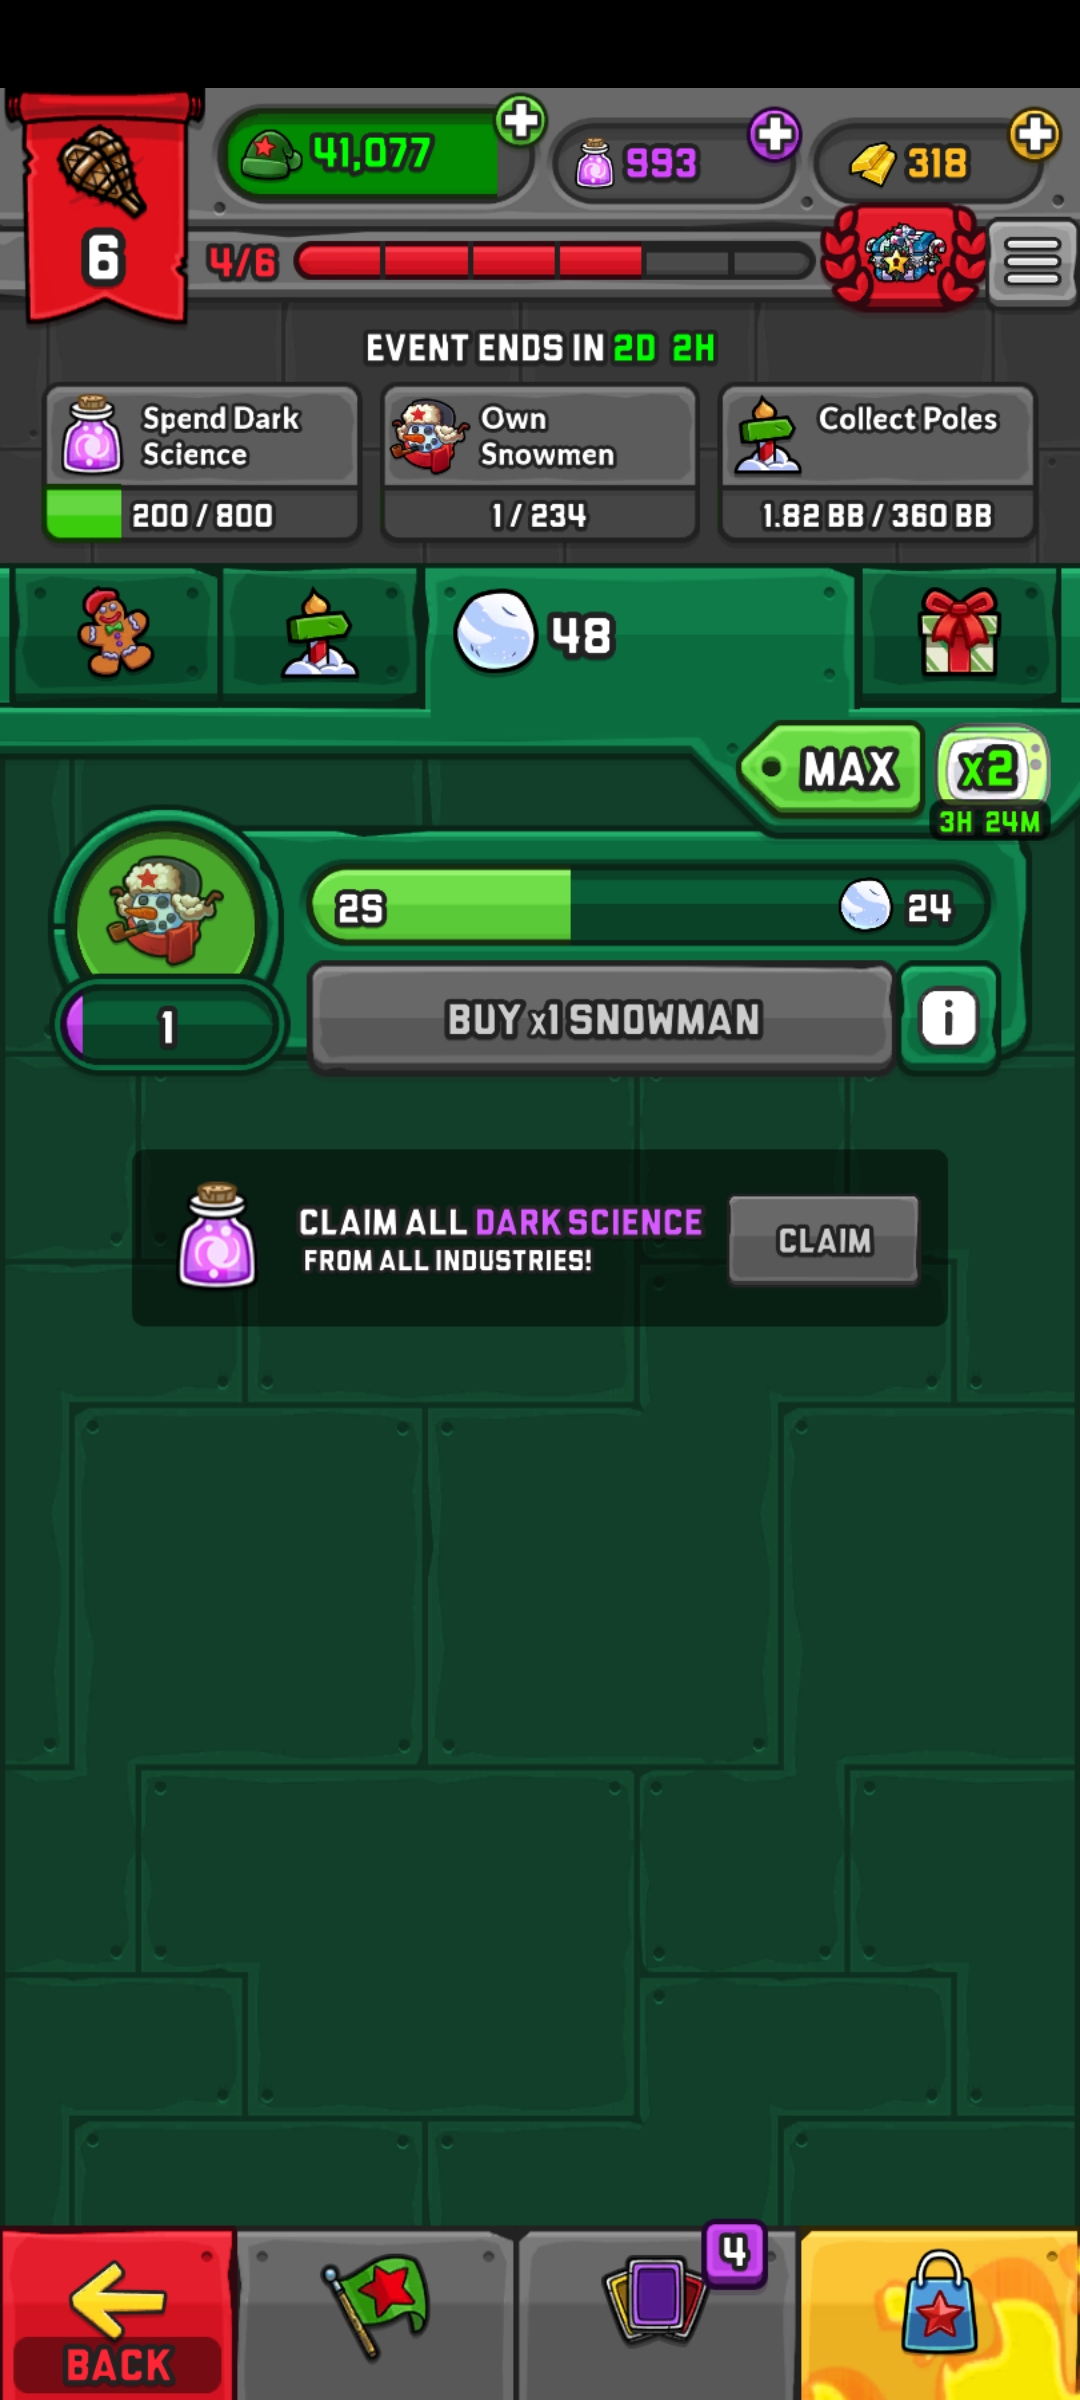 41,077
993
318
6
4/6
EVENT ENDS IN 2D 2H
Spend Dark
Science
200 / 800
Own
Snowmen
1 / 234
Collect Poles
1.82 BB / 360 BB
48
MAX
x2
3H 24M
2S
24
1
BUY x1 SNOWMAN
i
CLAIM ALL DARK SCIENCE
FROM ALL INDUSTRIES!
CLAIM
4
BACK